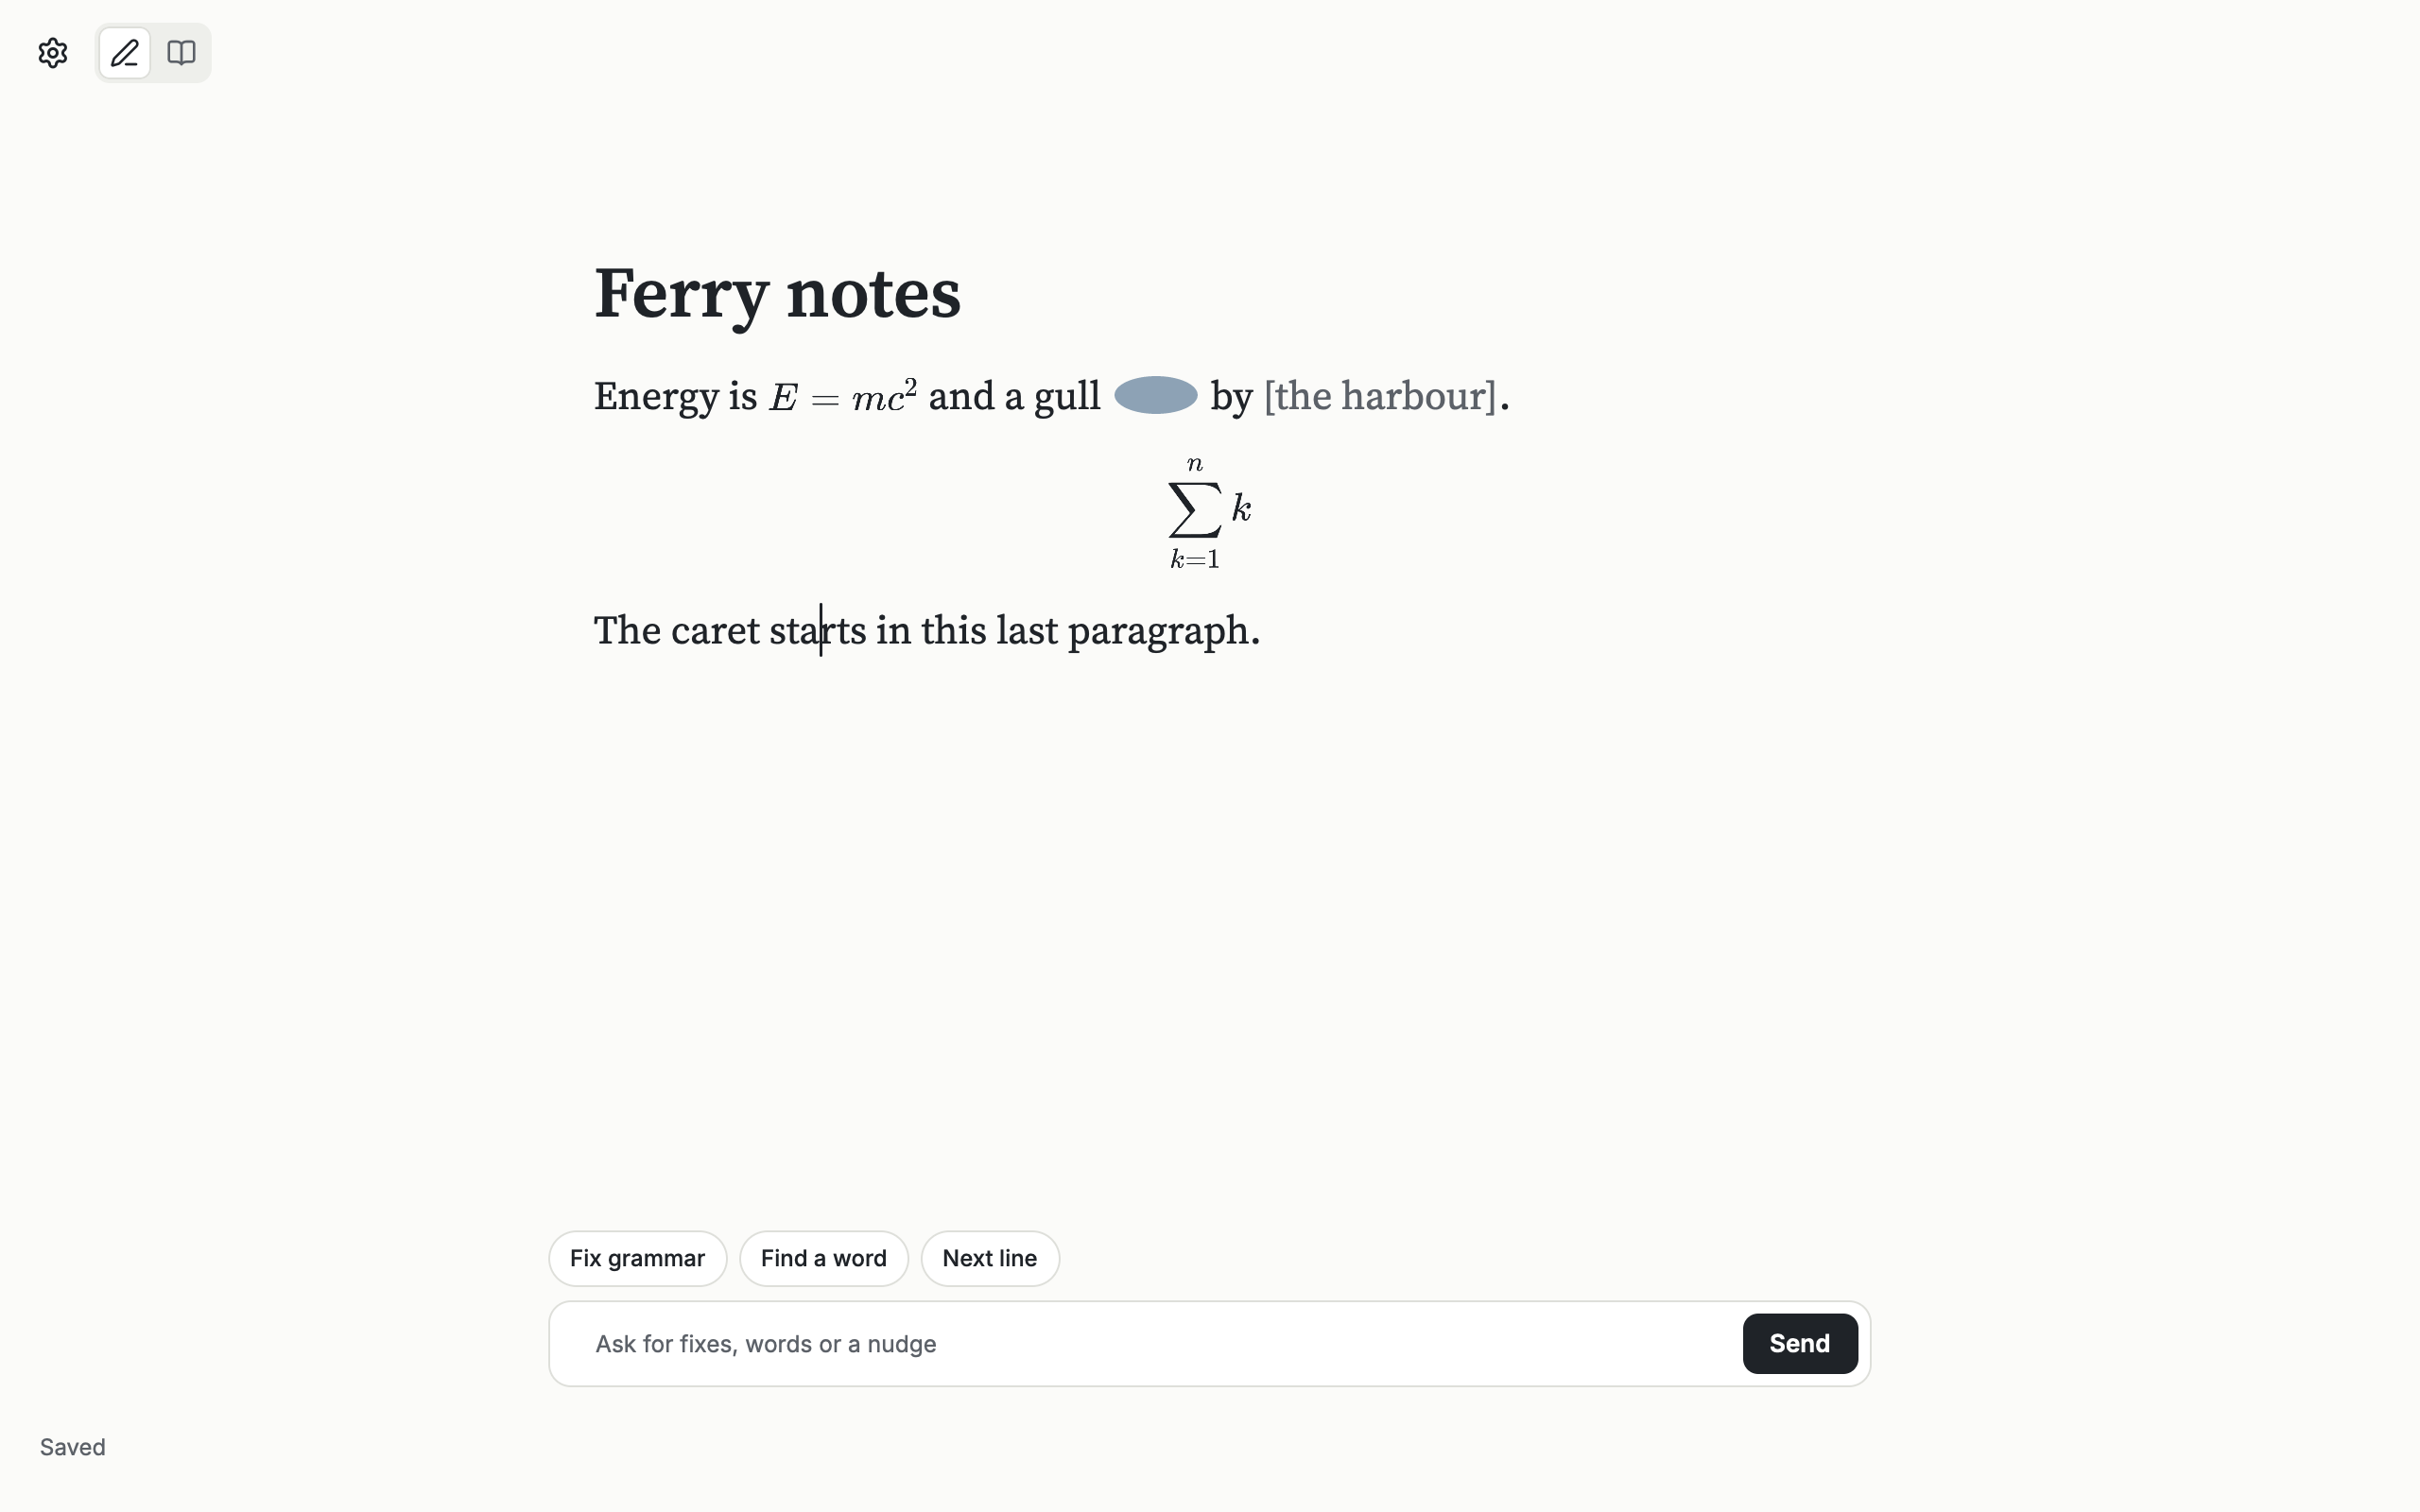 Ferry notes
Energy is E = mc² and a gull by [the harbour].
n
∑ k
k=1
The caret starts in this last paragraph.
Fix grammar
Find a word
Next line
Ask for fixes, words or a nudge
Send
Saved